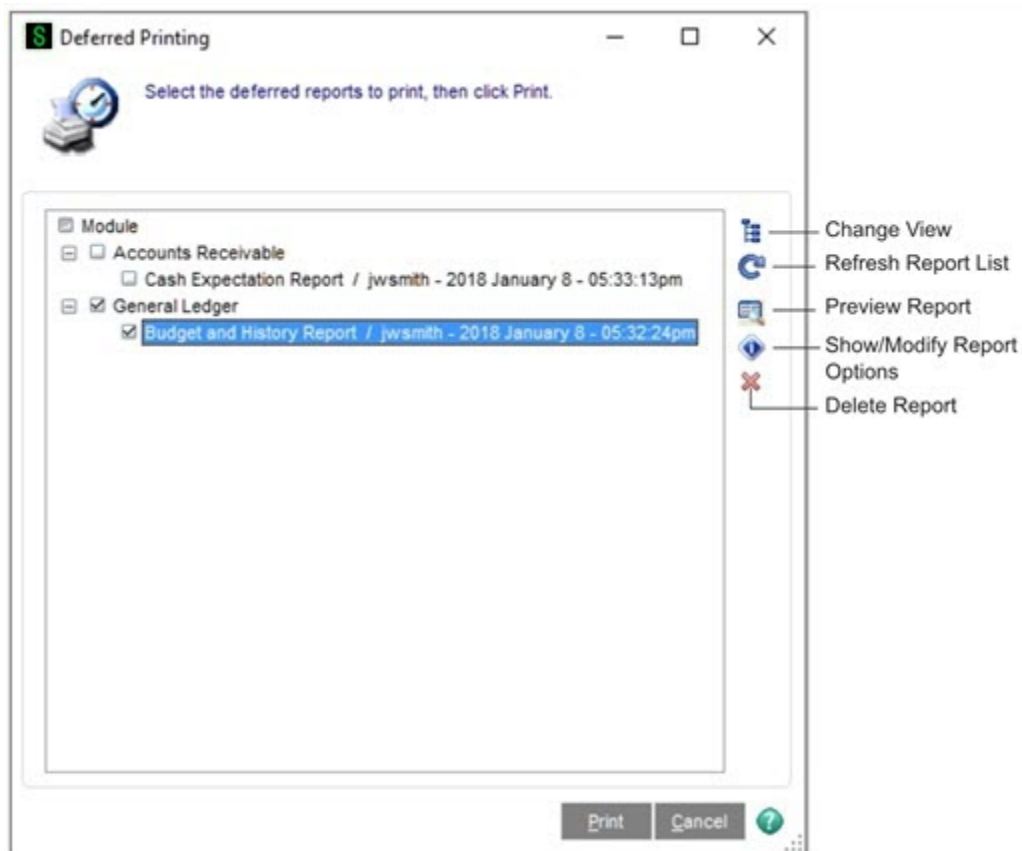 S Deferred Printing
Select the deferred reports to print, then click Print.
Module
Accounts Receivable
Cash Expectation Report / jwsmith - 2018 January 8 - 05:33:13pm
General Ledger
Budget and History Report / jwsmith - 2018 January 8 - 05:32:24pm
Change View
Refresh Report List
Preview Report
Show/Modify Report
Options
Delete Report
Print Cancel ?